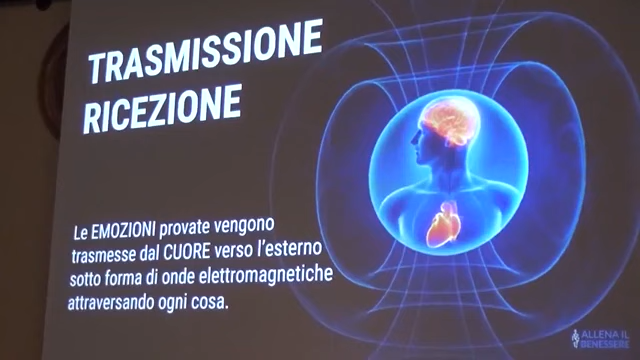 TRASMISSIONE
RICEZIONE
Le EMOZIONI provate vengono
trasmesse dal CUORE verso l'esterno
sotto forma di onde elettromagnetiche
attraversando ogni cosa.
ALLENA IL
BENESSERE